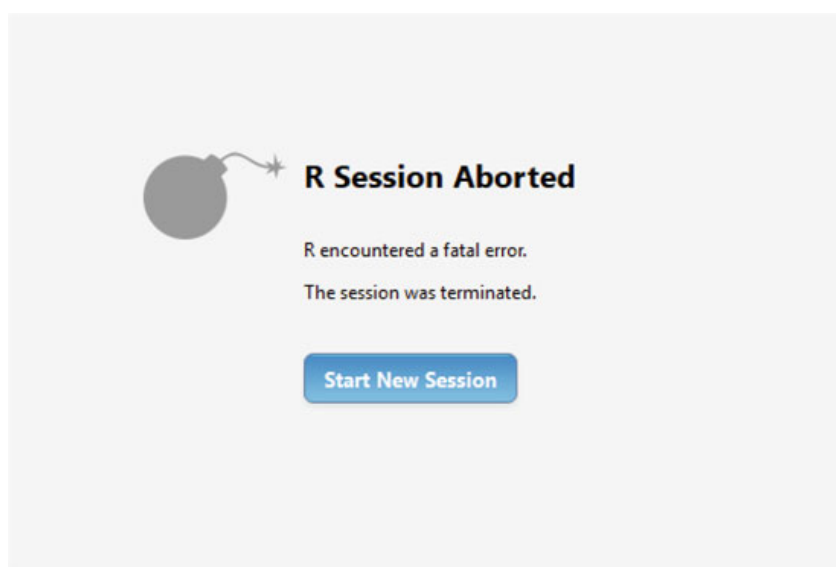 R Session Aborted
R encountered a fatal error.
The session was terminated.
Start New Session